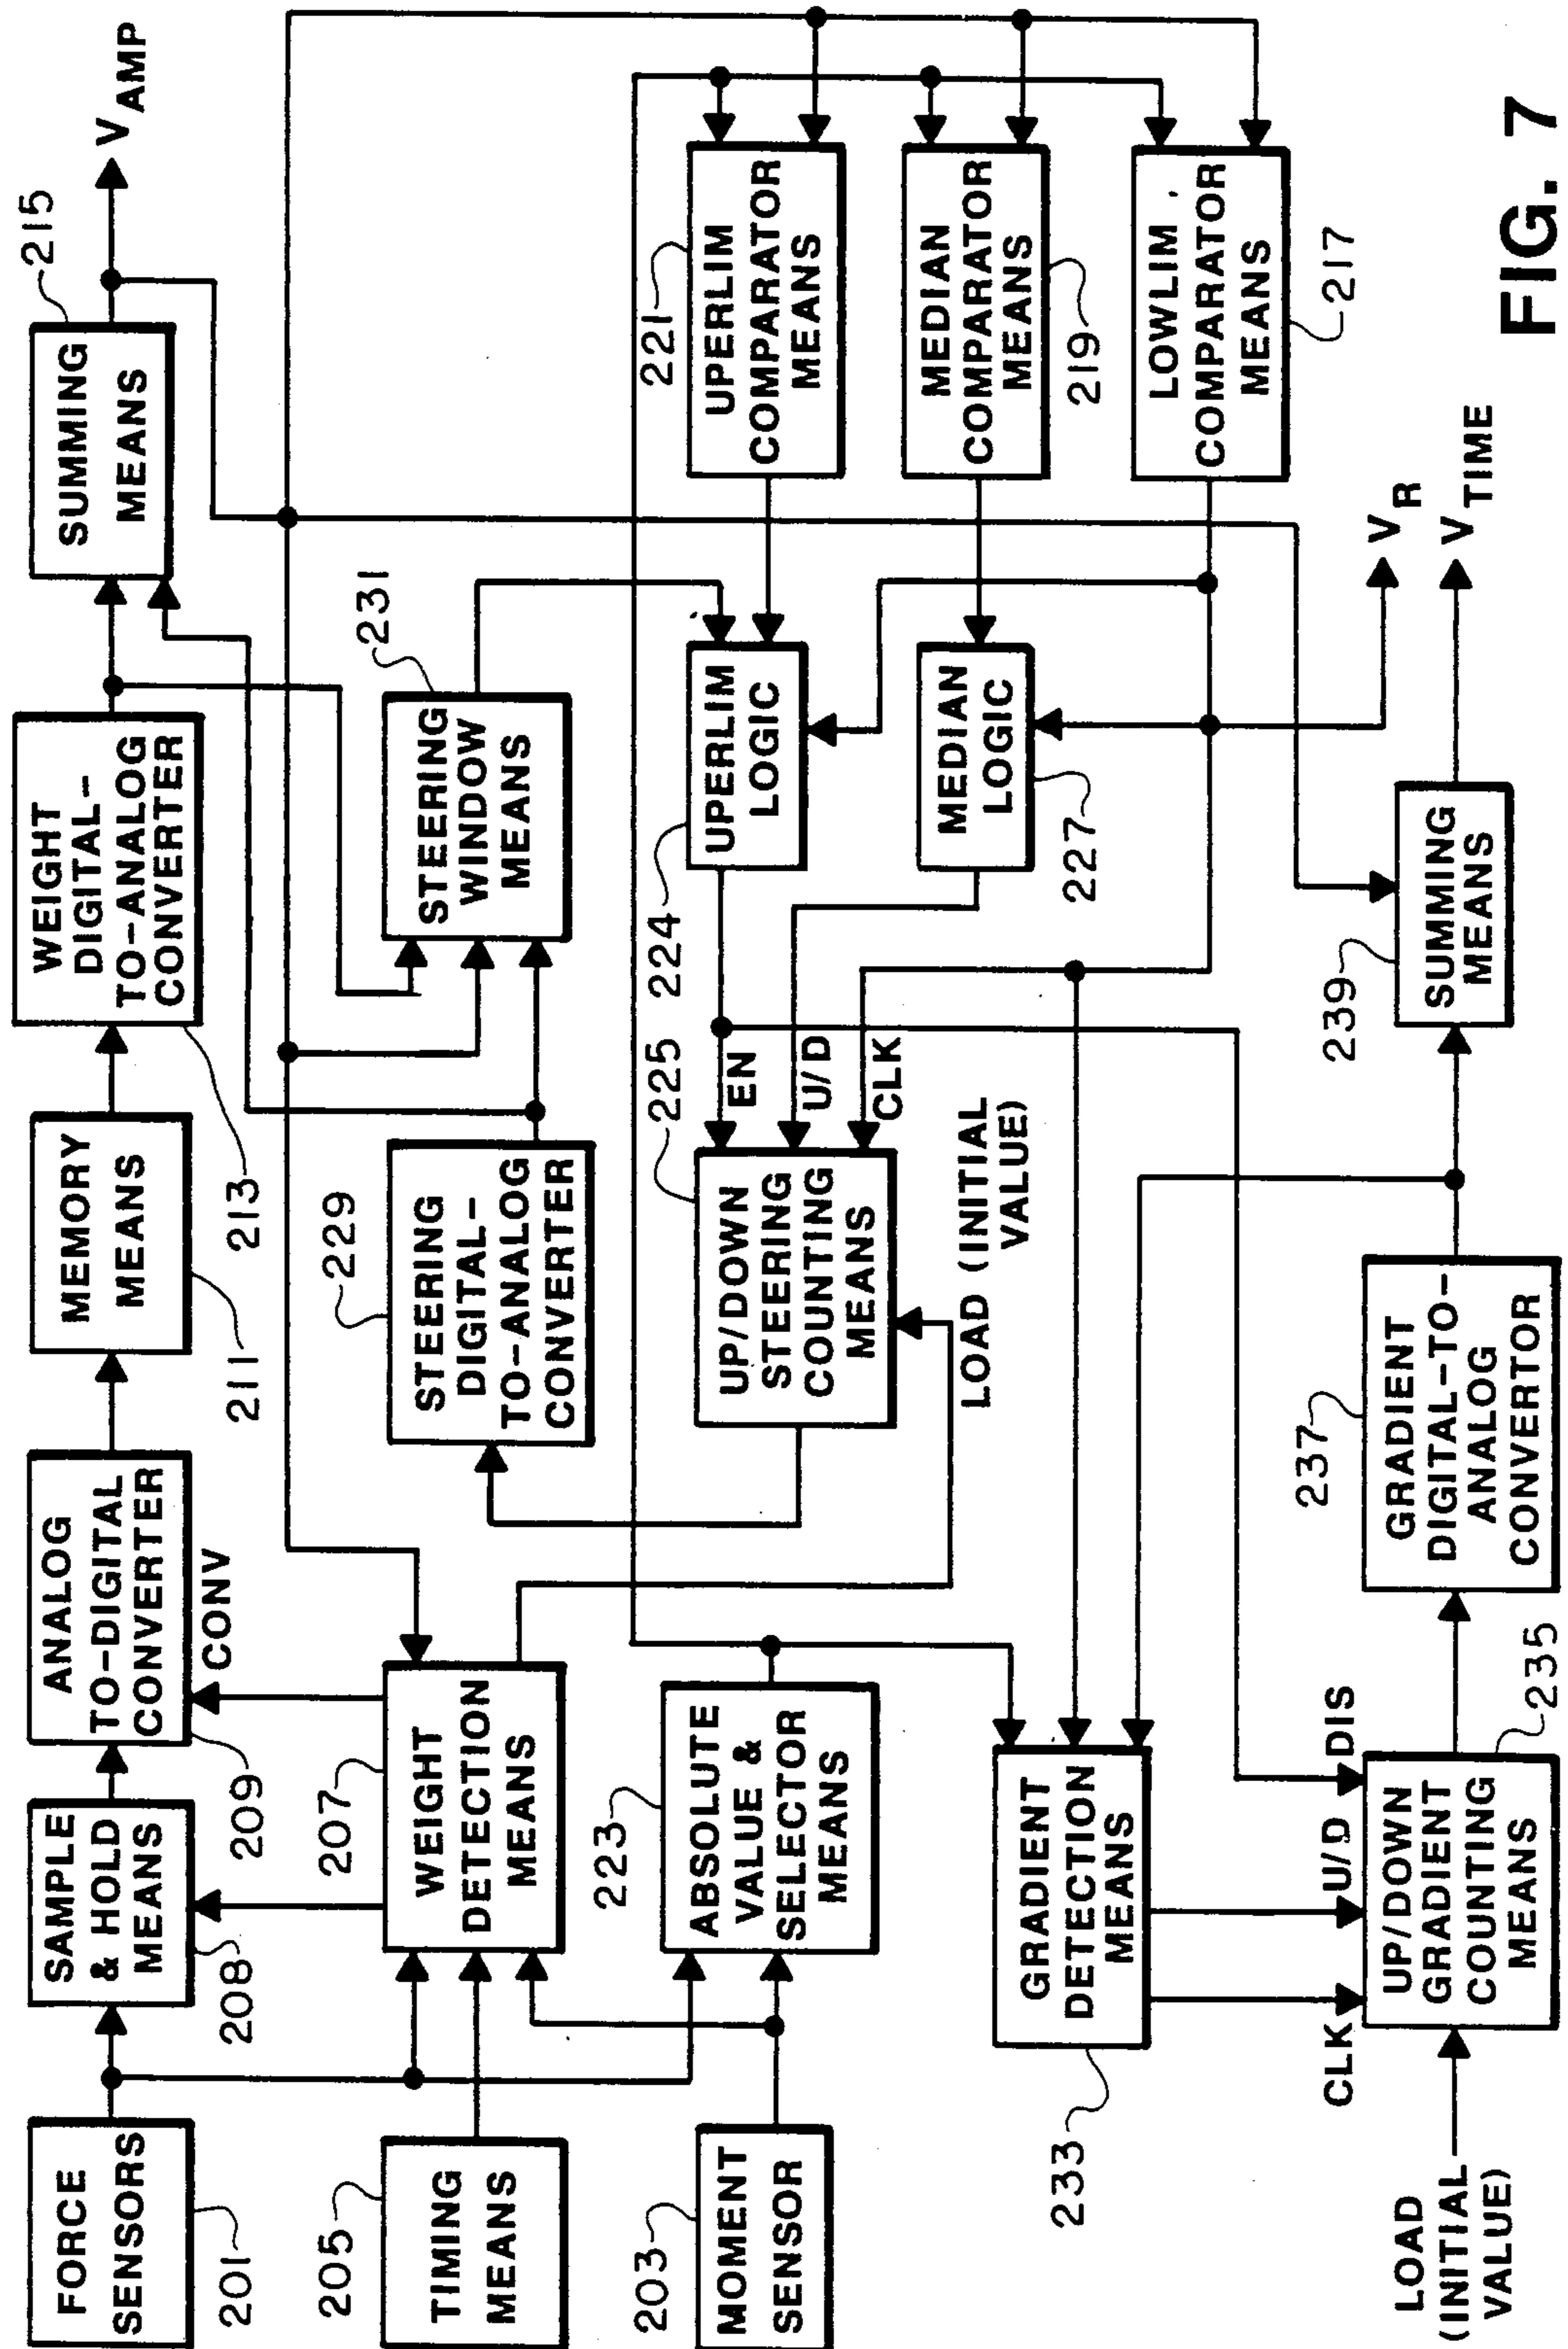 FORCE
SENSORS
201
SAMPLE
& HOLD
MEANS
208
ANALOG
TO-DIGITAL
CONVERTER
209
CONV
MEMORY
MEANS
211
WEIGHT
DIGITAL-
TO-ANALOG
CONVERTER
213
SUMMING
MEANS
215
V AMP
TIMING
MEANS
205
WEIGHT
DETECTION
MEANS
207
STEERING
DIGITAL-
TO-ANALOG
CONVERTER
229
STEERING
WINDOW
MEANS
231
MOMENT
SENSOR
203
ABSOLUTE
VALUE &
SELECTOR
MEANS
223
UP/DOWN
STEERING
COUNTING
MEANS
225
EN
U/D
CLK
LOAD (INITIAL
VALUE)
UPERLIM
LOGIC
224
MEDIAN
LOGIC
227
UPERLIM
COMPARATOR
MEANS
221
MEDIAN
COMPARATOR
MEANS
219
LOWLIM
COMPARATOR
MEANS
217
GRADIENT
DETECTION
MEANS
233
LOAD
(INITIAL
VALUE)
CLK
U/D
DIS
UP/DOWN
GRADIENT
COUNTING
MEANS
235
GRADIENT
DIGITAL-TO-
ANALOG
CONVERTOR
237
SUMMING
MEANS
239
V R
V TIME
FIG. 7